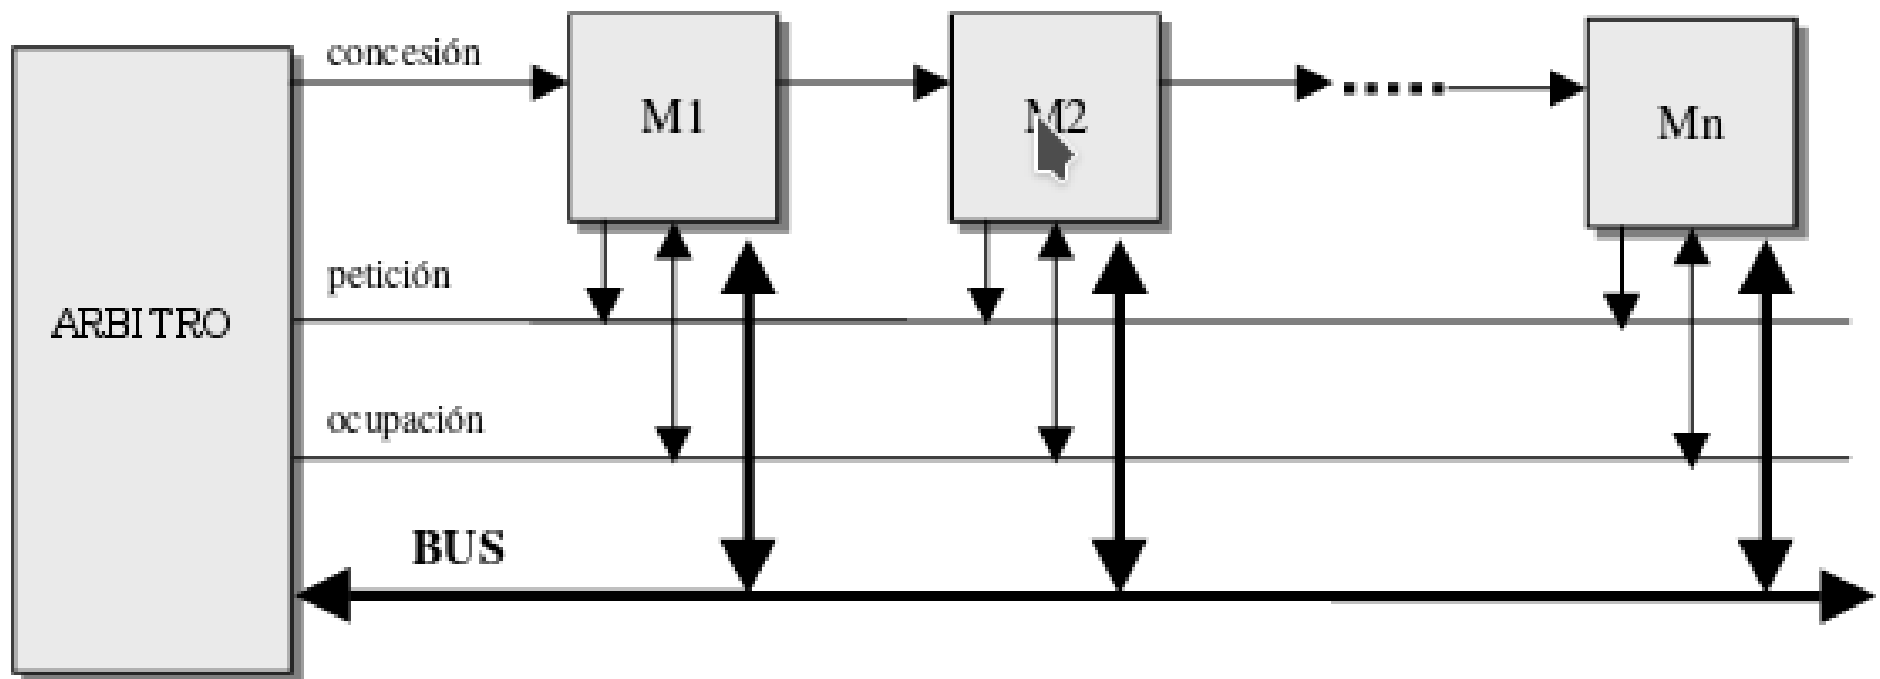 concesión
M1
M2
Mn
petición
ARBITRO
ocupación
BUS